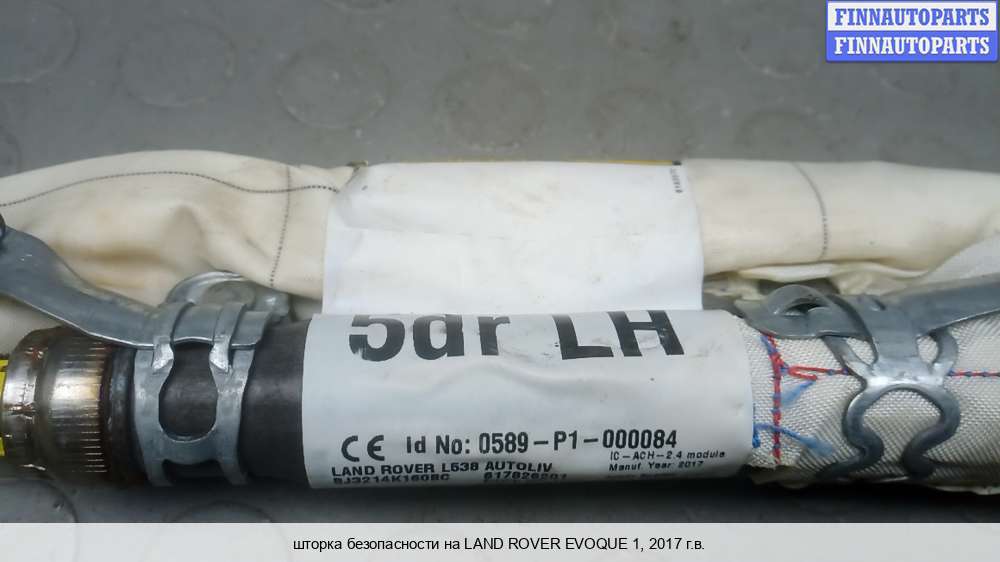 FINNAUTOPARTS
FINNAUTOPARTS
5dr LH
CE Id No: 0589-P1-000084
IC-ACH-2.4 module
LAND ROVER L538 AUTOLIV
Manuf. Year 2017
шторка безопасности на LAND ROVER EVOQUE 1, 2017 г.в.